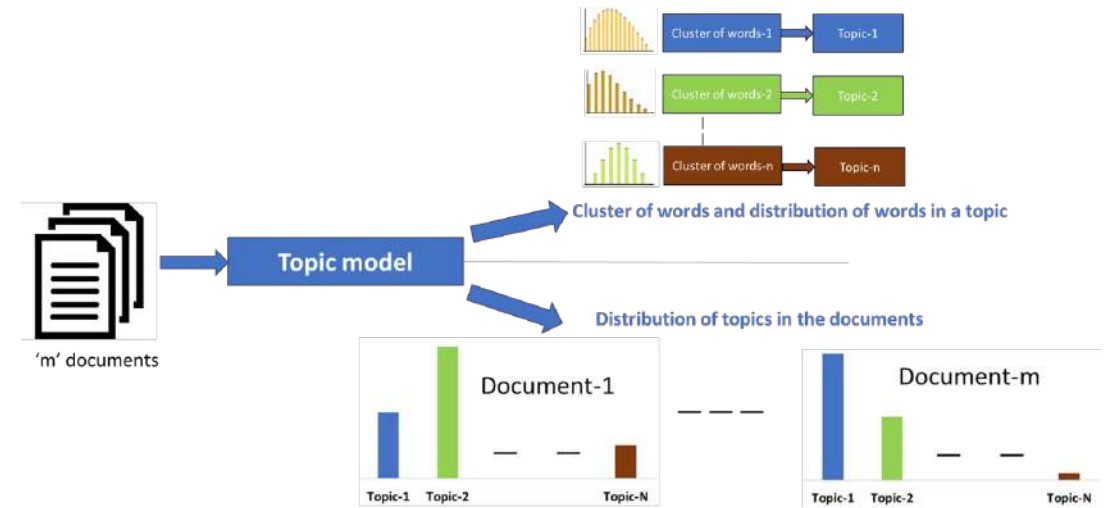 Cluster of words-1
Topic-1
Cluster of words-2
Topic-2
Cluster of words-n
Topic-n
Cluster of words and distribution of words in a topic
Topic model
'm' documents
Distribution of topics in the documents
Document-1
Topic-1
Topic-2
Topic-N
Document-m
Topic-1
Topic-2
Topic-N